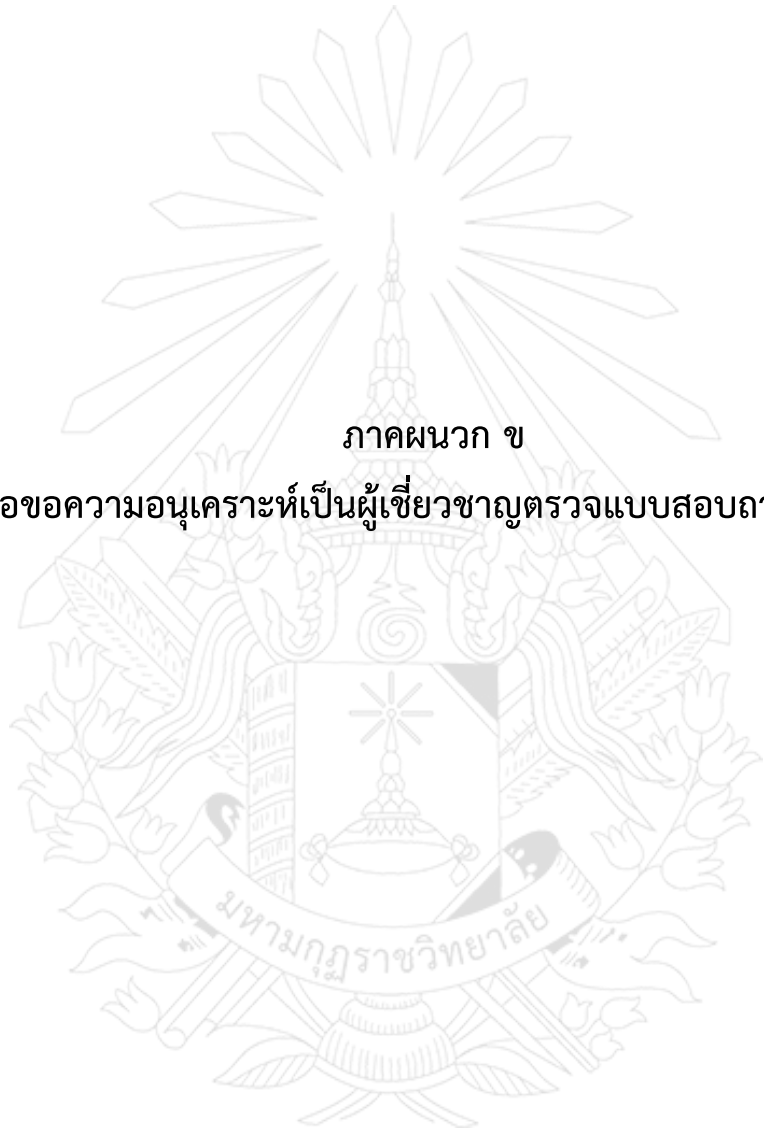 ภาคผนวก ข
อขอความอนุเคราะห์เป็นผู้เชี่ยวชาญตรวจแบบสอบถา
มหามกุฏราชวิทยาลัย